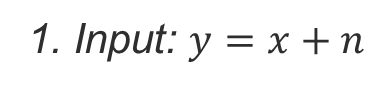 1. Input: y = x + n